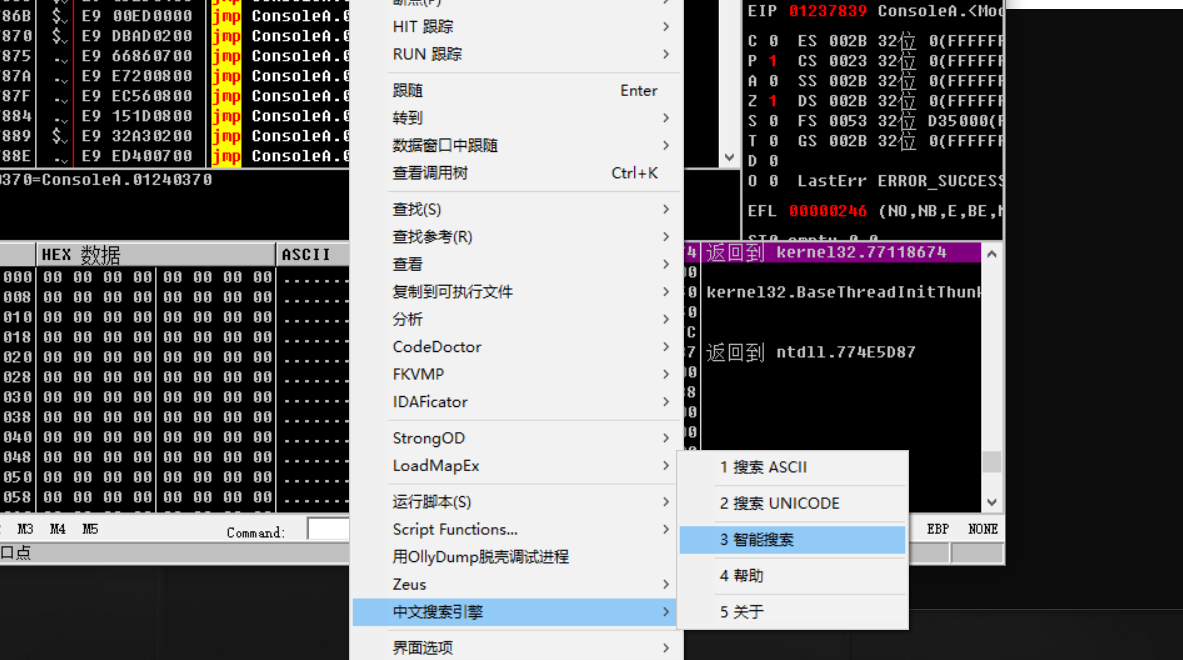 86B $ E9 00ED0000 jmp ConsoleA.0
870 $ E9 DBAD0200 jmp ConsoleA.0
875 . E9 66860700 jmp ConsoleA.0
87A . E9 E7200800 jmp ConsoleA.0
87F . E9 EC560800 jmp ConsoleA.0
884 . E9 151D0800 jmp ConsoleA.0
889 $ E9 32A30200 jmp ConsoleA.0
88E . E9 ED400700 jmp ConsoleA.0
0370=ConsoleA.01240370
HEX 数据 ASCII
000 00 00 00 00 00 00 00 00 .......
008 00 00 00 00 00 00 00 00 .......
010 00 00 00 00 00 00 00 00 .......
018 00 00 00 00 00 00 00 00 .......
020 00 00 00 00 00 00 00 00 .......
028 00 00 00 00 00 00 00 00 .......
030 00 00 00 00 00 00 00 00 .......
038 00 00 00 00 00 00 00 00 .......
040 00 00 00 00 00 00 00 00 .......
048 00 00 00 00 00 00 00 00 .......
050 00 00 00 00 00 00 00 00 .......
058 00 00 00 00 00 00 00 00 .......
M3 M4 M5 Command:
口点
断点(P)
HIT 跟踪
RUN 跟踪
跟随 Enter
转到
数据窗口中跟随
查看调用树 Ctrl+K
查找(S)
查找参考(R)
查看
复制到可执行文件
分析
CodeDoctor
FKVMP
IDAFicator
StrongOD
LoadMapEx
运行脚本(S)
Script Functions...
用OllyDump脱壳调试进程
Zeus
中文搜索引擎
界面选项
1 搜索 ASCII
2 搜索 UNICODE
3 智能搜索
4 帮助
5 关于
EIP 01237839 ConsoleA.<Mod
C 0 ES 002B 32位 0(FFFFFF
P 1 CS 0023 32位 0(FFFFFF
A 0 SS 002B 32位 0(FFFFFF
Z 1 DS 002B 32位 0(FFFFFF
S 0 FS 0053 32位 D35000(F
T 0 GS 002B 32位 0(FFFFFF
D 0
O 0 LastErr ERROR_SUCCESS
EFL 00000246 (NO,NB,E,BE,N
ST0 empty 0.0
返回到 kernel32.77118674
kernel32.BaseThreadInitThunk
返回到 ntdll.774E5D87
EBP NONE